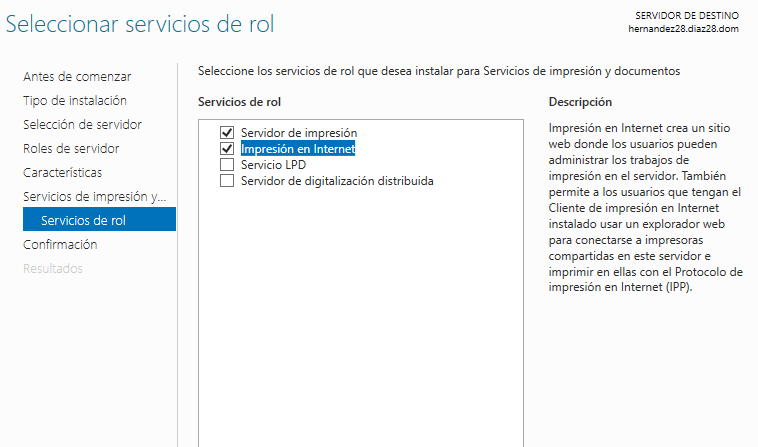 Seleccionar servicios de rol
SERVIDOR DE DESTINO
hernandez28.diaz28.dom
Antes de comenzar
Tipo de instalación
Selección de servidor
Roles de servidor
Características
Servicios de impresión y...
Servicios de rol
Confirmación
Resultados
Seleccione los servicios de rol que desea instalar para Servicios de impresión y documentos
Servicios de rol
Servidor de impresión
Impresión en Internet
Servicio LPD
Servidor de digitalización distribuida
Descripción
Impresión en Internet crea un sitio
web donde los usuarios pueden
administrar los trabajos de
impresión en el servidor. También
permite a los usuarios que tengan el
Cliente de impresión en Internet
instalado usar un explorador web
para conectarse a impresoras
compartidas en este servidor e
imprimir en ellas con el Protocolo de
impresión en Internet (IPP).